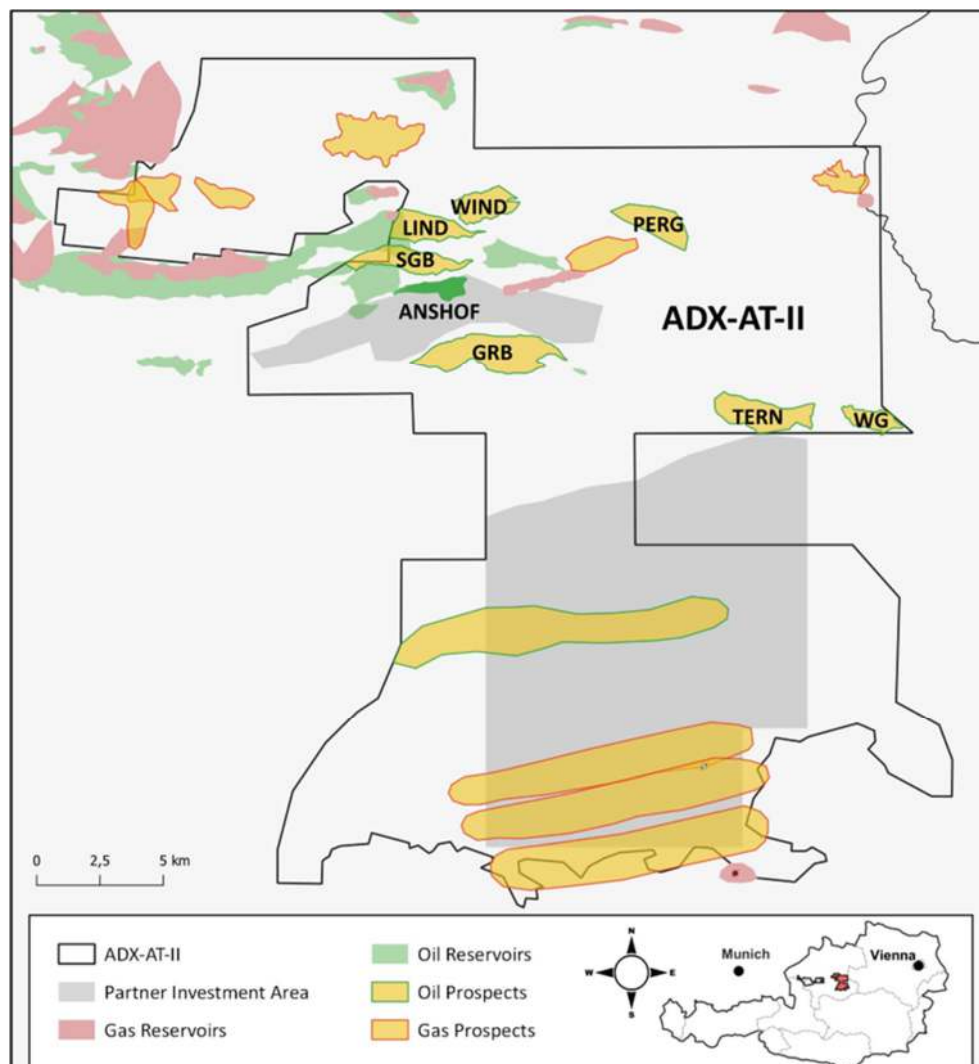 WIND
LIND
PERG
SGB
ANSHOF
ADX-AT-II
GRB
TERN
WG
0 2,5 5 km
ADX-AT-II
Partner Investment Area
Gas Reservoirs
Oil Reservoirs
Oil Prospects
Gas Prospects
N
W E
S
Munich
Vienna